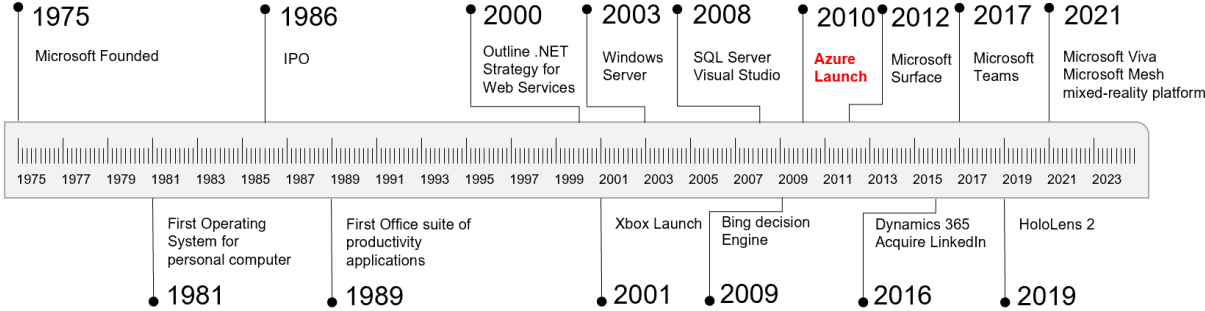 1975
Microsoft Founded
1986
IPO
2000
Outline .NET
Strategy for
Web Services
2003
Windows
Server
2008
SQL Server
Visual Studio
2010
Azure
Launch
2012
Microsoft
Surface
2017
Microsoft
Teams
2021
Microsoft Viva
Microsoft Mesh
mixed-reality platform
1975 1977 1979 1981 1983 1985 1987 1989 1991 1993 1995 1997 1999 2001 2003 2005 2007 2009 2011 2013 2015 2017 2019 2021 2023
First Operating
System for
personal computer
1981
First Office suite of
productivity
applications
1989
Xbox Launch
2001
Bing decision
Engine
2009
Dynamics 365
Acquire LinkedIn
2016
HoloLens 2
2019